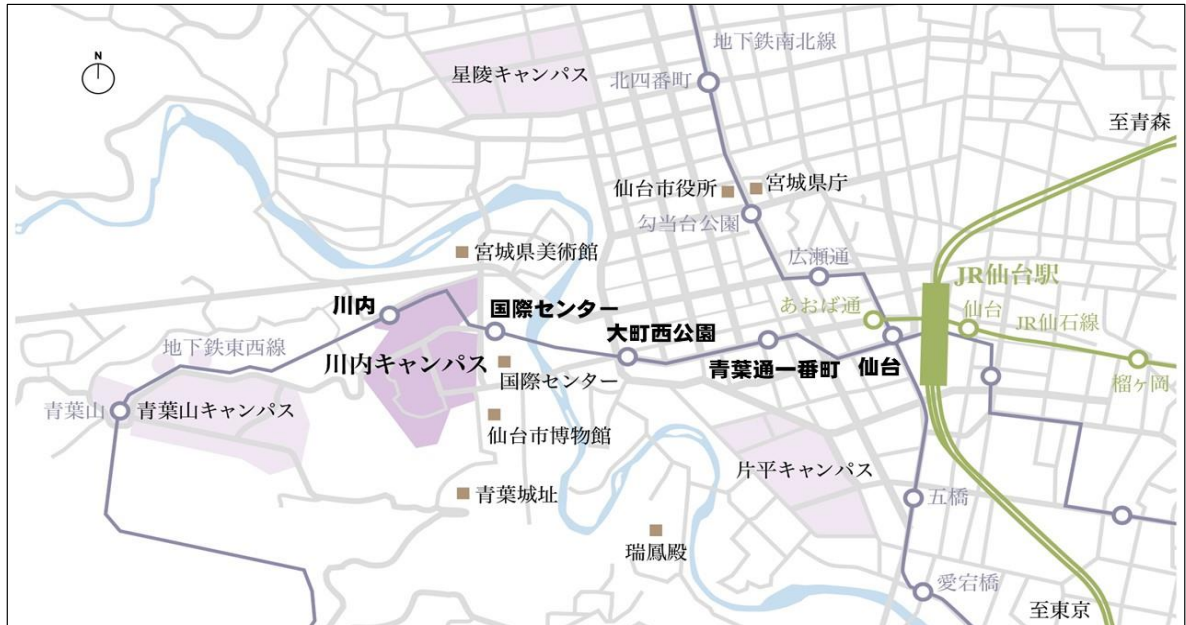 N
地下鉄南北線
星陵キャンパス
北四番町
至青森
仙台市役所
宮城県庁
勾当台公園
宮城県美術館
広瀬通
JR仙台駅
川内
国際センター
あおば通
仙台
JR仙石線
大町西公園
地下鉄東西線
川内キャンパス
青葉通一番町
仙台
国際センター
榴ヶ岡
青葉山
青葉山キャンパス
仙台市博物館
片平キャンパス
青葉城址
五橋
瑞鳳殿
愛宕橋
至東京